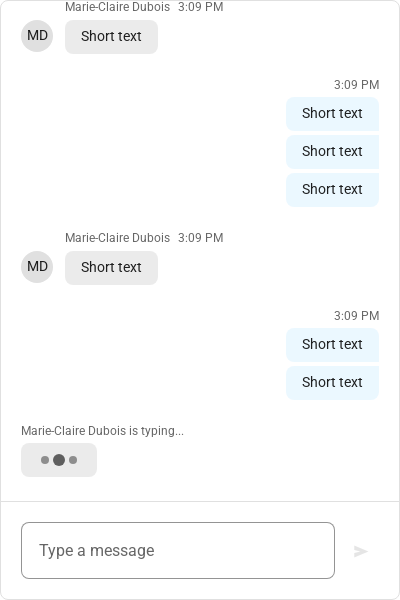 Marie-Claire Dubois 3:09 PM
MD
Short text
3:09 PM
Short text
Short text
Short text
Marie-Claire Dubois 3:09 PM
MD
Short text
3:09 PM
Short text
Short text
Marie-Claire Dubois is typing...
Type a message